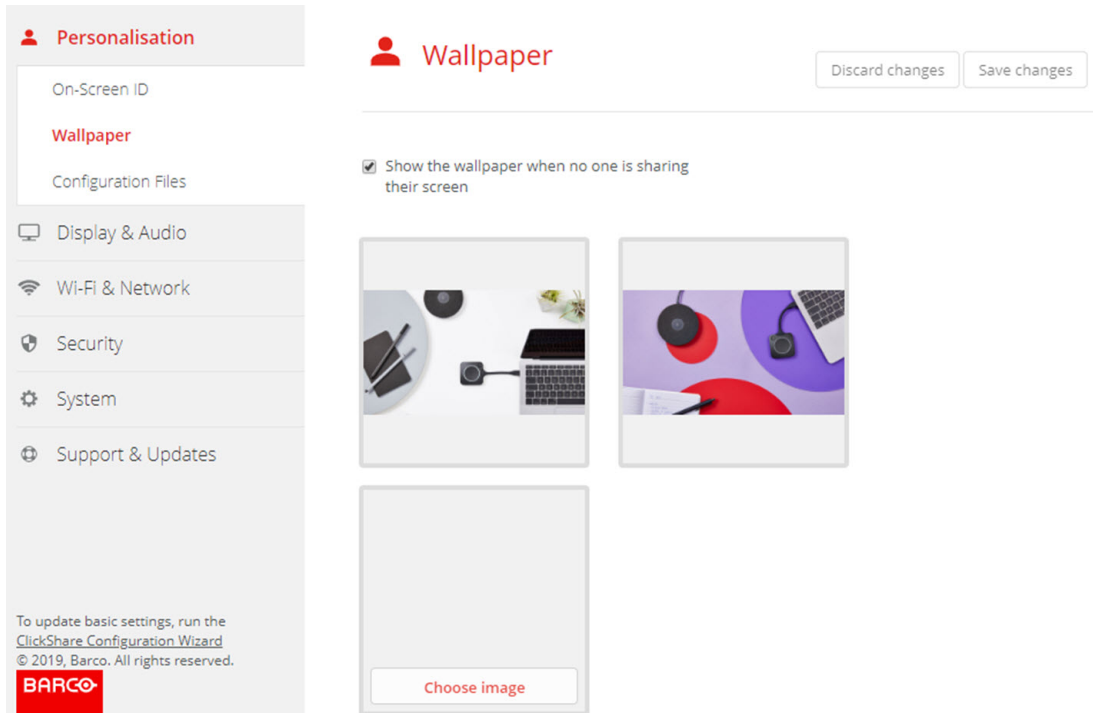 Personalisation
On-Screen ID
Wallpaper
Configuration Files
Display & Audio
Wi-Fi & Network
Security
System
Support & Updates
To update basic settings, run the
ClickShare Configuration Wizard
© 2019, Barco. All rights reserved.
BARCO
Wallpaper
Discard changes
Save changes
Show the wallpaper when no one is sharing
their screen
Choose image